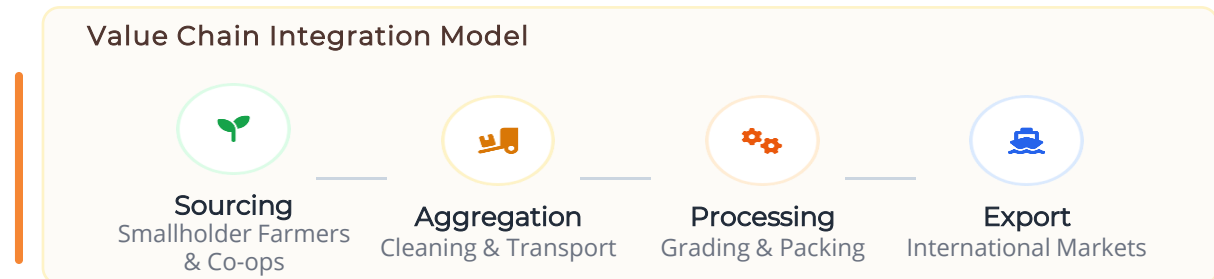 Value Chain Integration Model
Sourcing
Smallholder Farmers
& Co-ops
Aggregation
Cleaning & Transport
Processing
Grading & Packing
Export
International Markets